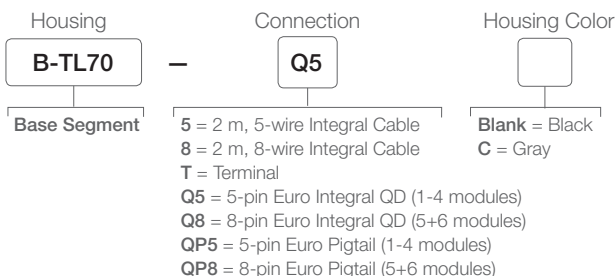 Housing Connection Housing Color
B-TL70 – Q5
Base Segment
5 = 2 m, 5-wire Integral Cable
8 = 2 m, 8-wire Integral Cable
T = Terminal
Q5 = 5-pin Euro Integral QD (1-4 modules)
Q8 = 8-pin Euro Integral QD (5+6 modules)
QP5 = 5-pin Euro Pigtail (1-4 modules)
QP8 = 8-pin Euro Pigtail (5+6 modules)
Blank = Black
C = Gray